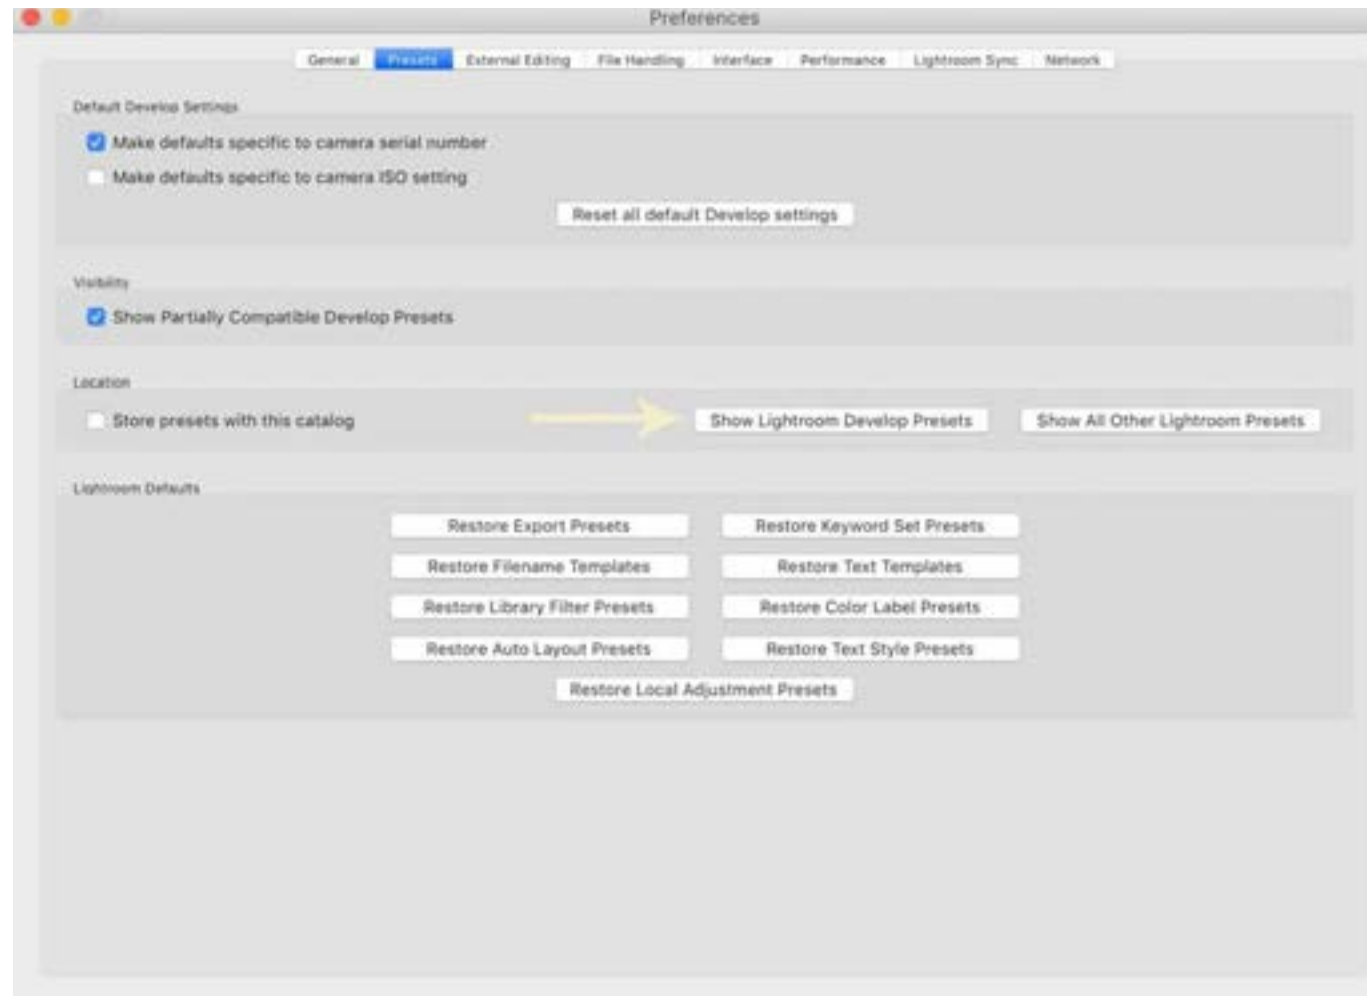 Preferences
General Presets External Editing File Handling Interface Performance Lightroom Sync Network
Default Develop Settings
Make defaults specific to camera serial number
Make defaults specific to camera ISO setting
Reset all default Develop settings
Visibility
Show Partially Compatible Develop Presets
Location
Store presets with this catalog Show Lightroom Develop Presets Show All Other Lightroom Presets
Lightroom Defaults
Restore Export Presets Restore Keyword Set Presets
Restore Filename Templates Restore Text Templates
Restore Library Filter Presets Restore Color Label Presets
Restore Auto Layout Presets Restore Text Style Presets
Restore Local Adjustment Presets